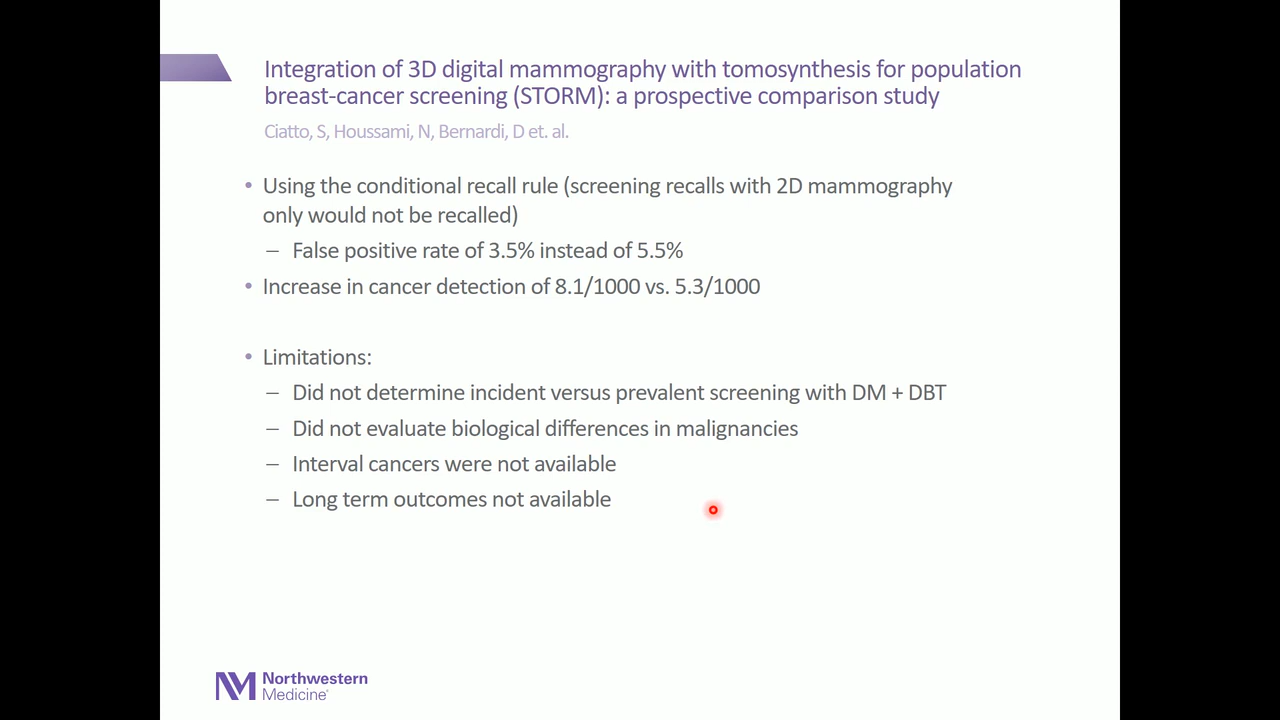 Integration of 3D digital mammography with tomosynthesis for population
breast-cancer screening (STORM): a prospective comparison study
Ciatto, S, Houssami, N, Bernardi, D et. al.
• Using the conditional recall rule (screening recalls with 2D mammography
only would not be recalled)
– False positive rate of 3.5% instead of 5.5%
• Increase in cancer detection of 8.1/1000 vs. 5.3/1000
• Limitations:
– Did not determine incident versus prevalent screening with DM + DBT
– Did not evaluate biological differences in malignancies
– Interval cancers were not available
– Long term outcomes not available
NM Northwestern
Medicine®